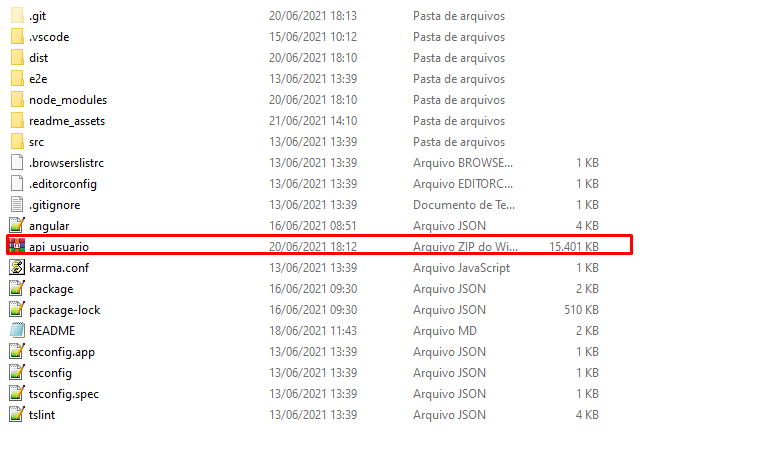 .git 20/06/2021 18:13 Pasta de arquivos
.vscode 15/06/2021 10:12 Pasta de arquivos
dist 20/06/2021 18:10 Pasta de arquivos
e2e 13/06/2021 13:39 Pasta de arquivos
node_modules 20/06/2021 18:10 Pasta de arquivos
readme_assets 21/06/2021 14:10 Pasta de arquivos
src 13/06/2021 13:39 Pasta de arquivos
.browserslistrc 13/06/2021 13:39 Arquivo BROWSE... 1 KB
.editorconfig 13/06/2021 13:39 Arquivo EDITORC... 1 KB
.gitignore 13/06/2021 13:39 Documento de Te... 1 KB
angular 16/06/2021 08:51 Arquivo JSON 4 KB
api_usuario 20/06/2021 18:12 Arquivo ZIP do Wi... 15.401 KB
karma.conf 13/06/2021 13:39 Arquivo JavaScript 1 KB
package 16/06/2021 09:30 Arquivo JSON 2 KB
package-lock 16/06/2021 09:30 Arquivo JSON 510 KB
README 18/06/2021 11:43 Arquivo MD 2 KB
tsconfig.app 13/06/2021 13:39 Arquivo JSON 1 KB
tsconfig 13/06/2021 13:39 Arquivo JSON 1 KB
tsconfig.spec 13/06/2021 13:39 Arquivo JSON 1 KB
tslint 13/06/2021 13:39 Arquivo JSON 4 KB